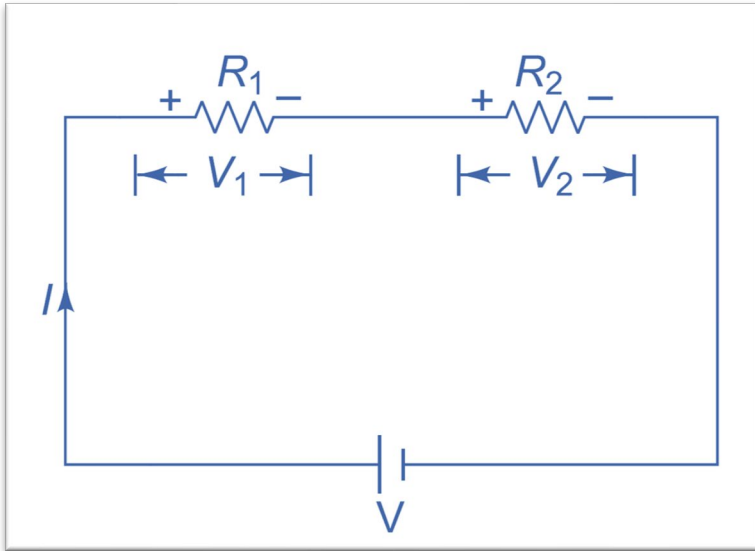 R1 R2
+ − + −
V1 V2
I
V